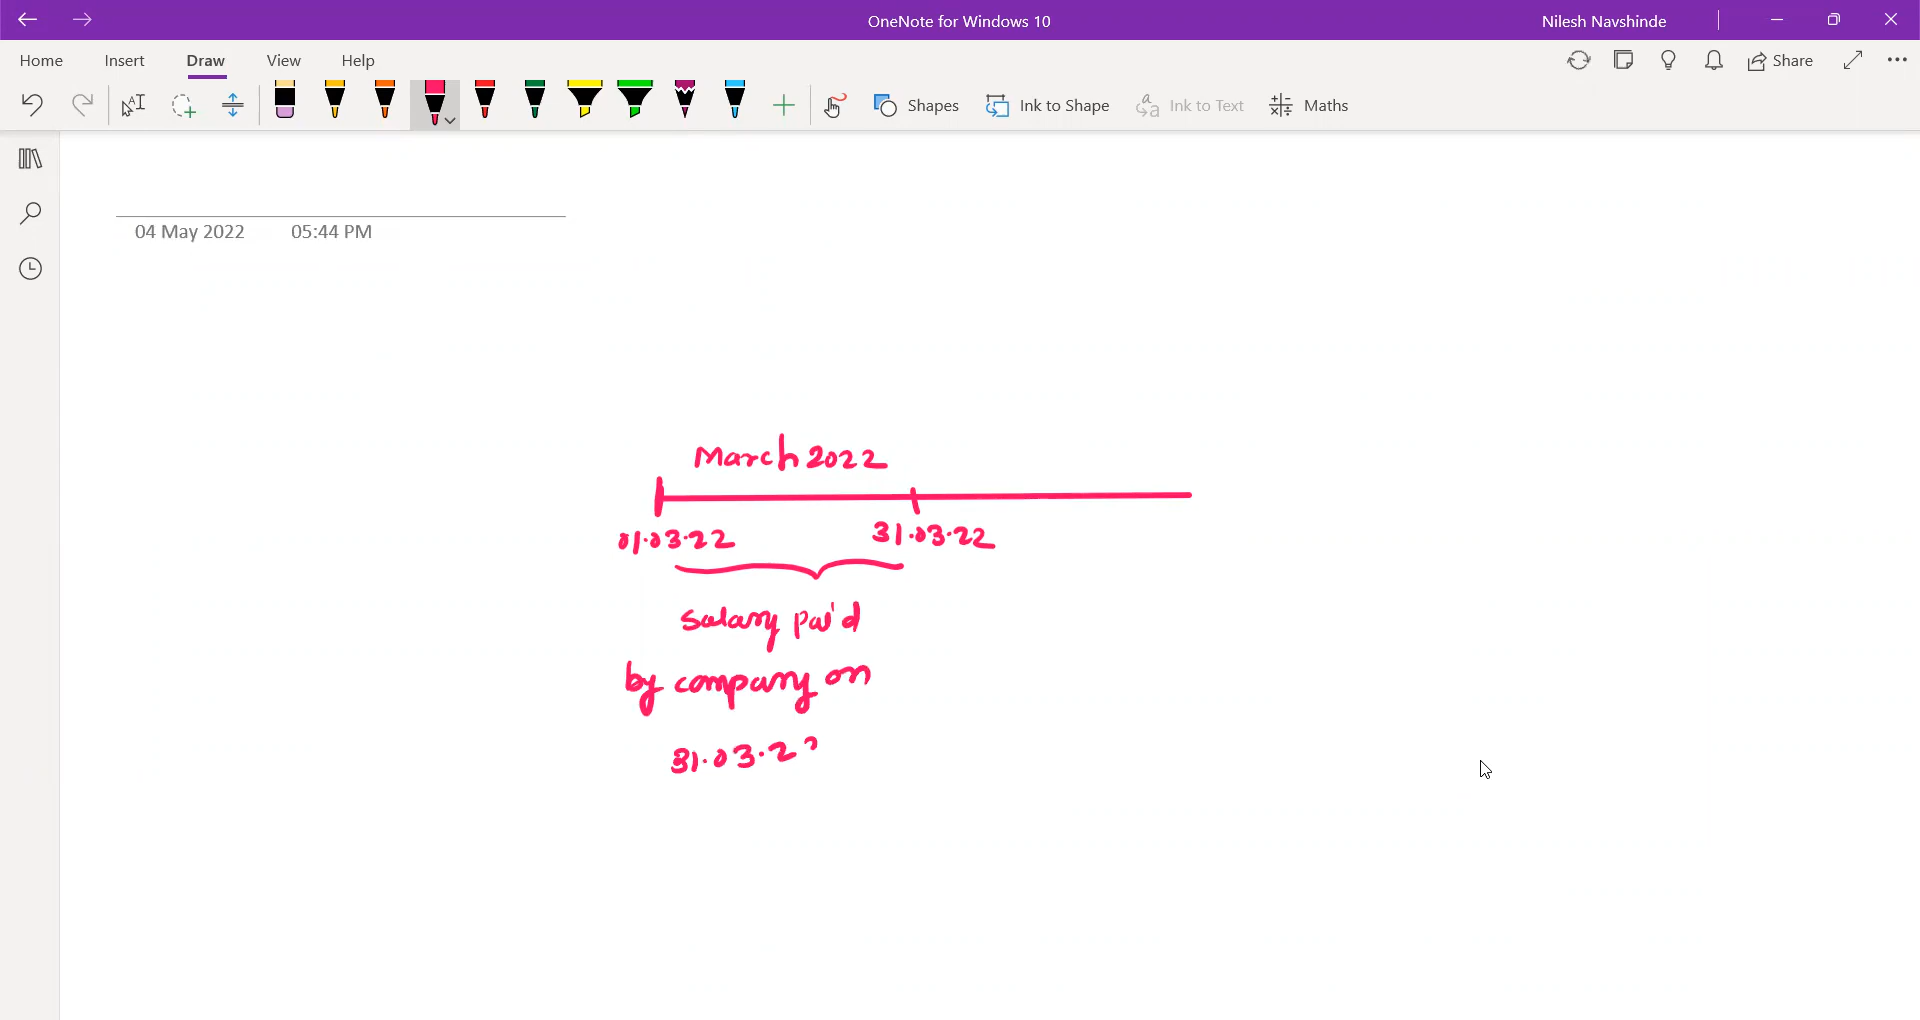 OneNote for Windows 10
Nilesh Navshinde
Home Insert Draw View Help
Share
Shapes Ink to Shape Ink to Text Maths
04 May 2022 05:44 PM
March 2022
01.03.22 31.03.22
Salary paid
by company on
31.03.2